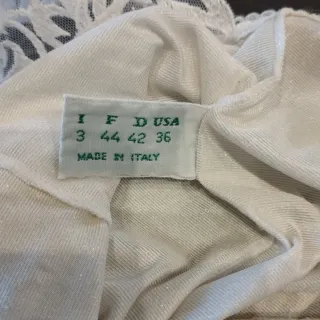 I F D USA
3 44 42 36
MADE IN ITALY